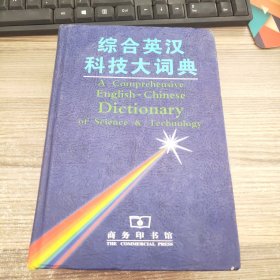 综合英汉
科技大词典
A Comprehensive
English-Chinese
Dictionary
of Science & Technology
商务印书馆
THE COMMERCIAL PRESS